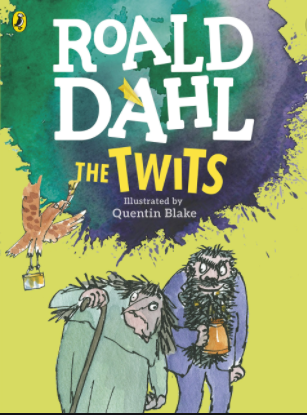 ROALD
DAHL
THE TWITS
Illustrated by
Quentin Blake